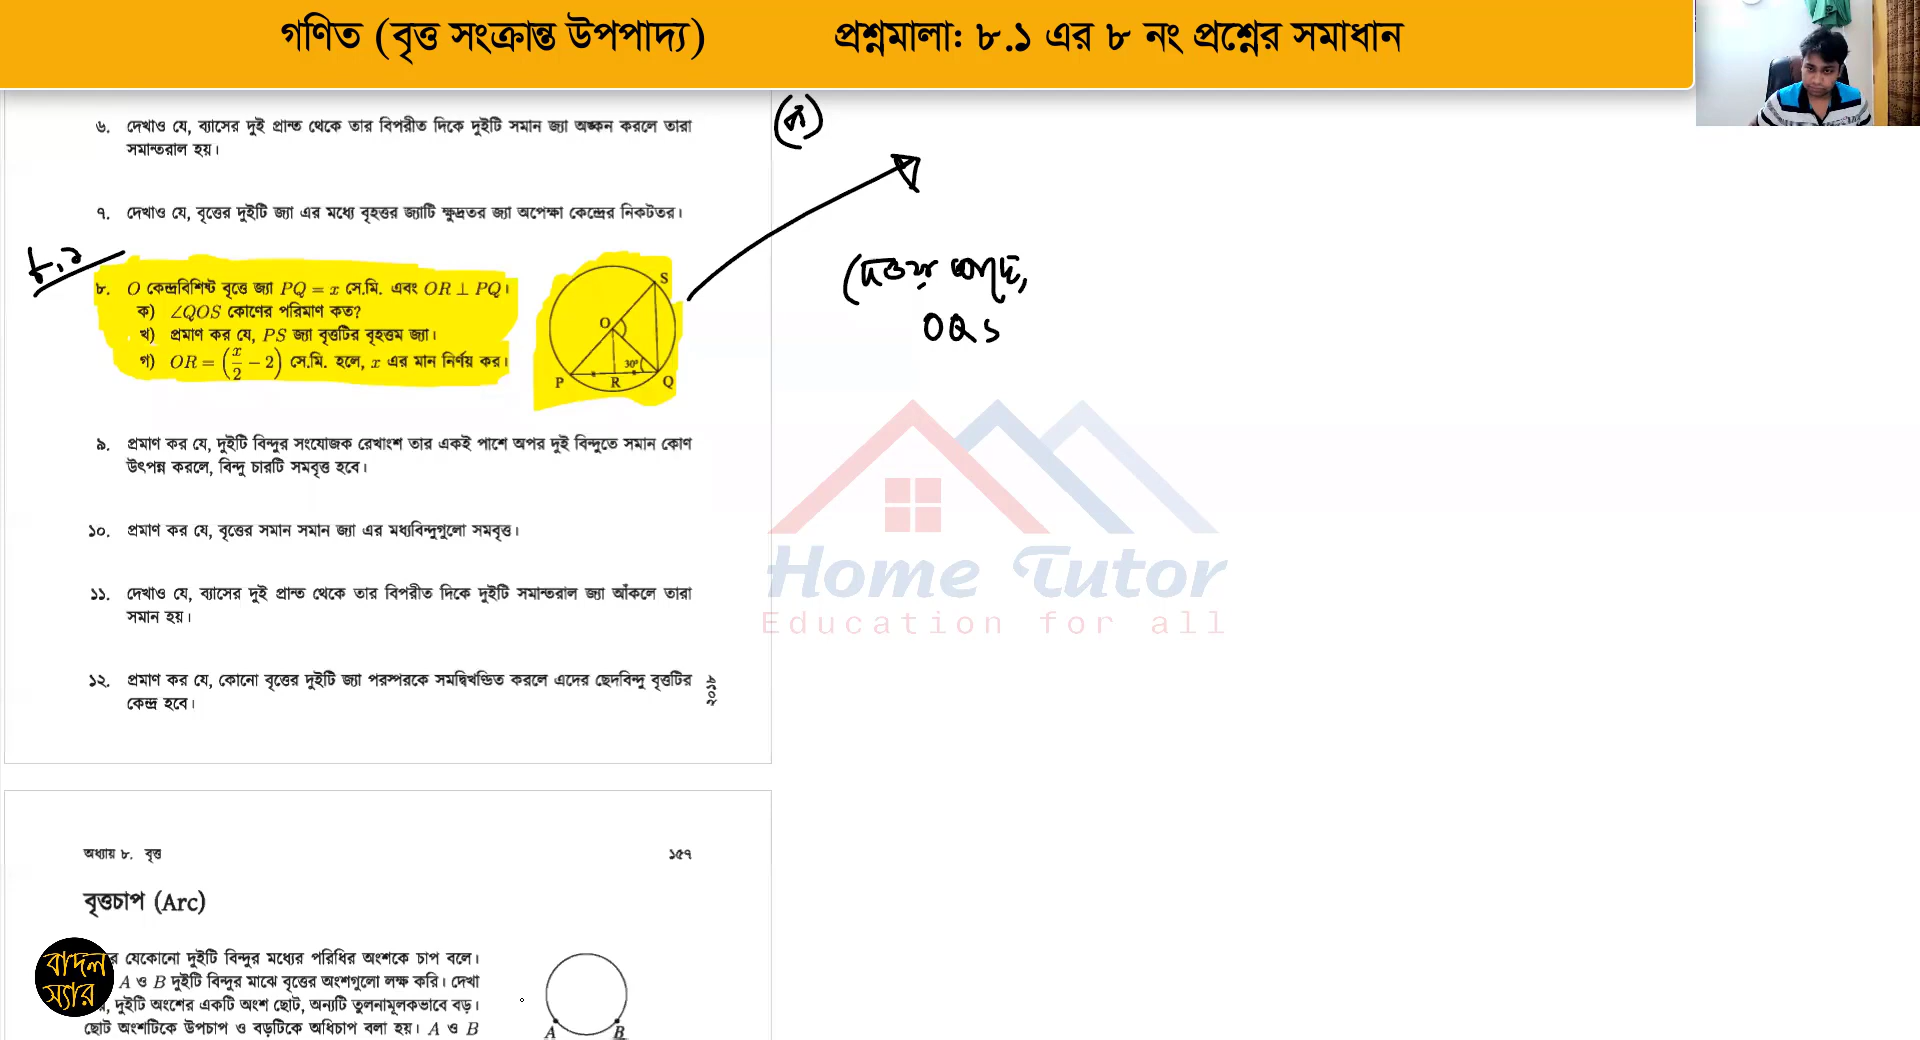 গণিত (বৃত্ত সংক্রান্ত উপপাদ্য) প্রশ্নমালা: ৮.১ এর ৮ নং প্রশ্নের সমাধান
৬. দেখাও যে, ব্যাসের দুই প্রান্ত থেকে তার বিপরীত দিকে দুইটি সমান জ্যা অঙ্কন করলে তারা
সমান্তরাল হয়।
৭. দেখাও যে, বৃত্তের দুইটি জ্যা এর মধ্যে বৃহত্তর জ্যাটি ক্ষুদ্রতর জ্যা অপেক্ষা কেন্দ্রের নিকটতর।
৮.১
৮. O কেন্দ্রবিশিষ্ট বৃত্তে জ্যা PQ = x সে.মি. এবং OR ⊥ PQ।
ক) ∠QOS কোণের পরিমাণ কত?
খ) প্রমাণ কর যে, PS জ্যা বৃত্তটির বৃহত্তম জ্যা।
গ) OR = (x/2 − 2) সে.মি. হলে, x এর মান নির্ণয় কর।
S
O
30°
P R Q
৯. প্রমাণ কর যে, দুইটি বিন্দুর সংযোজক রেখাংশ তার একই পাশে অপর দুই বিন্দুতে সমান কোণ
উৎপন্ন করলে, বিন্দু চারটি সমবৃত্ত হবে।
১০. প্রমাণ কর যে, বৃত্তের সমান সমান জ্যা এর মধ্যবিন্দুগুলো সমবৃত্ত।
১১. দেখাও যে, ব্যাসের দুই প্রান্ত থেকে তার বিপরীত দিকে দুইটি সমান্তরাল জ্যা আঁকলে তারা
সমান হয়।
১২. প্রমাণ কর যে, কোনো বৃত্তের দুইটি জ্যা পরস্পরকে সমদ্বিখণ্ডিত করলে এদের ছেদবিন্দু বৃত্তটির
কেন্দ্র হবে।
২০১৮
(ক)
দেওয়া আছে,
Home Tutor
Education for all
অধ্যায় ৮. বৃত্ত ১৫৭
বৃত্তচাপ (Arc)
যেকোনো দুইটি বিন্দুর মধ্যের পরিধির অংশকে চাপ বলে।
A ও B দুইটি বিন্দুর মাঝে বৃত্তের অংশগুলো লক্ষ করি। দেখা
দুইটি অংশের একটি অংশ ছোট, অন্যটি তুলনামূলকভাবে বড়।
ছোট অংশটিকে উপচাপ ও বড়টিকে অধিচাপ বলা হয়। A ও B
A B
বাদল
স্যার